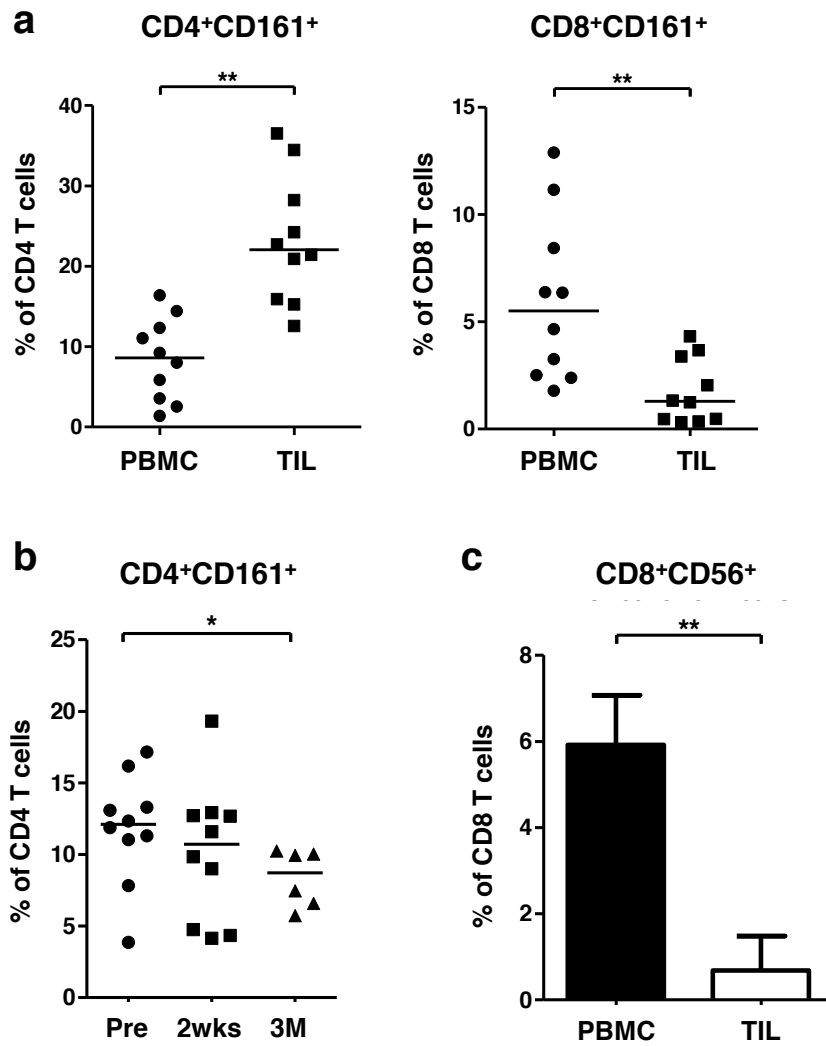 a
CD4⁺CD161⁺
CD8⁺CD161⁺
**
**
% of CD4 T cells
40
30
20
10
0
PBMC TIL
% of CD8 T cells
15
10
5
0
PBMC TIL
b
CD4⁺CD161⁺
*
% of CD4 T cells
25
20
15
10
5
0
Pre 2wks 3M
c
CD8⁺CD56⁺
**
% of CD8 T cells
8
6
4
2
0
PBMC TIL